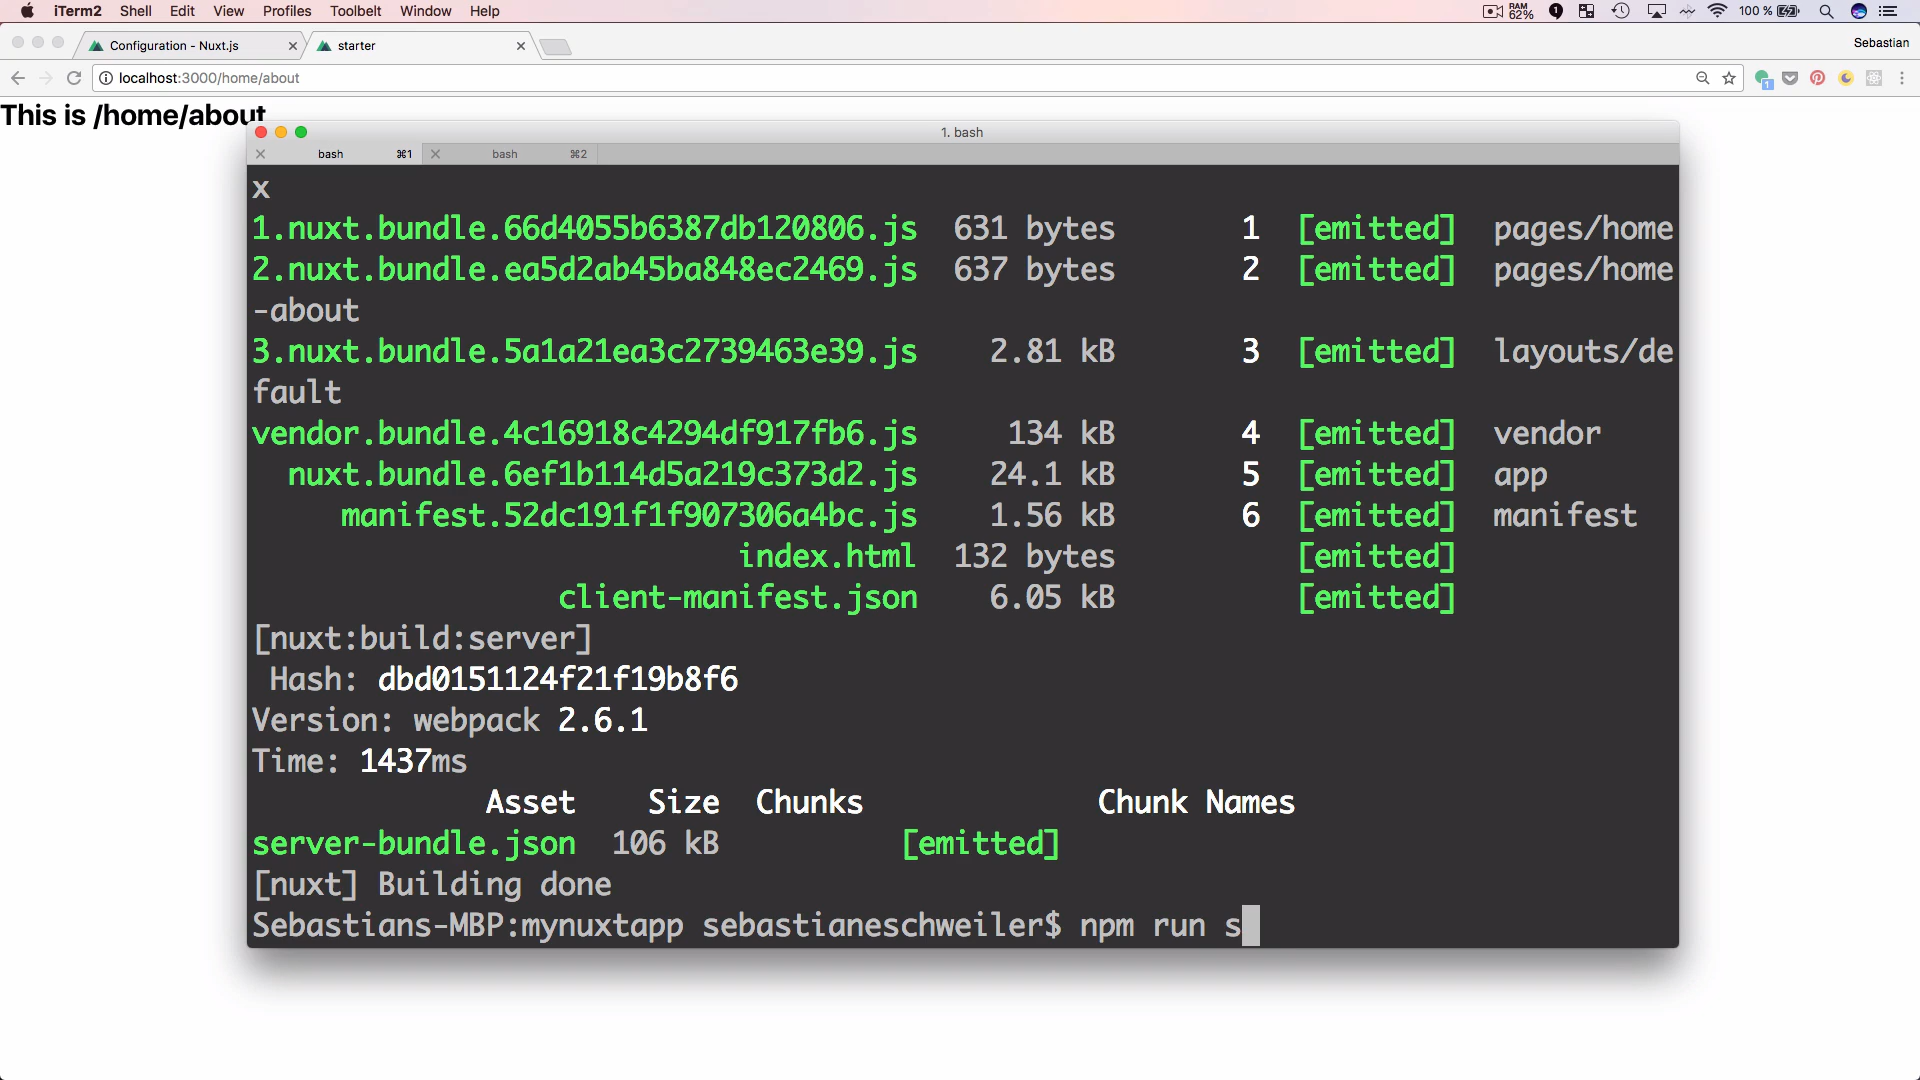 iTerm2 Shell Edit View Profiles Toolbelt Window Help RAM 62% 1 100 %
Configuration - Nuxt.js starter Sebastian
localhost:3000/home/about 1
This is /home/about
1. bash
bash ⌘1 bash ⌘2
x
1.nuxt.bundle.66d4055b6387db120806.js 631 bytes 1 [emitted] pages/home
2.nuxt.bundle.ea5d2ab45ba848ec2469.js 637 bytes 2 [emitted] pages/home
-about
3.nuxt.bundle.5a1a21ea3c2739463e39.js 2.81 kB 3 [emitted] layouts/de
fault
vendor.bundle.4c16918c4294df917fb6.js 134 kB 4 [emitted] vendor
nuxt.bundle.6ef1b114d5a219c373d2.js 24.1 kB 5 [emitted] app
manifest.52dc191f1f907306a4bc.js 1.56 kB 6 [emitted] manifest
index.html 132 bytes [emitted]
client-manifest.json 6.05 kB [emitted]
[nuxt:build:server]
Hash: dbd0151124f21f19b8f6
Version: webpack 2.6.1
Time: 1437ms
Asset Size Chunks Chunk Names
server-bundle.json 106 kB [emitted]
[nuxt] Building done
Sebastians-MBP:mynuxtapp sebastianeschweiler$ npm run s